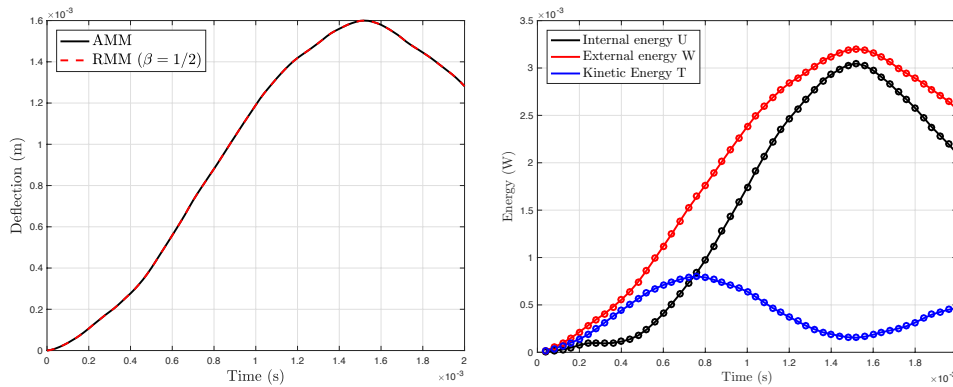 ×10⁻³
1.6
1.4
1.2
1
0.8
0.6
0.4
0.2
0
Deflection (m)
AMM
RMM (β = 1/2)
0 0.2 0.4 0.6 0.8 1 1.2 1.4 1.6 1.8 2
Time (s)
×10⁻³
×10⁻³
3.5
3
2.5
2
1.5
1
0.5
0
Energy (W)
Internal energy U
External energy W
Kinetic Energy T
0 0.2 0.4 0.6 0.8 1 1.2 1.4 1.6 1.8
Time (s)
×10⁻